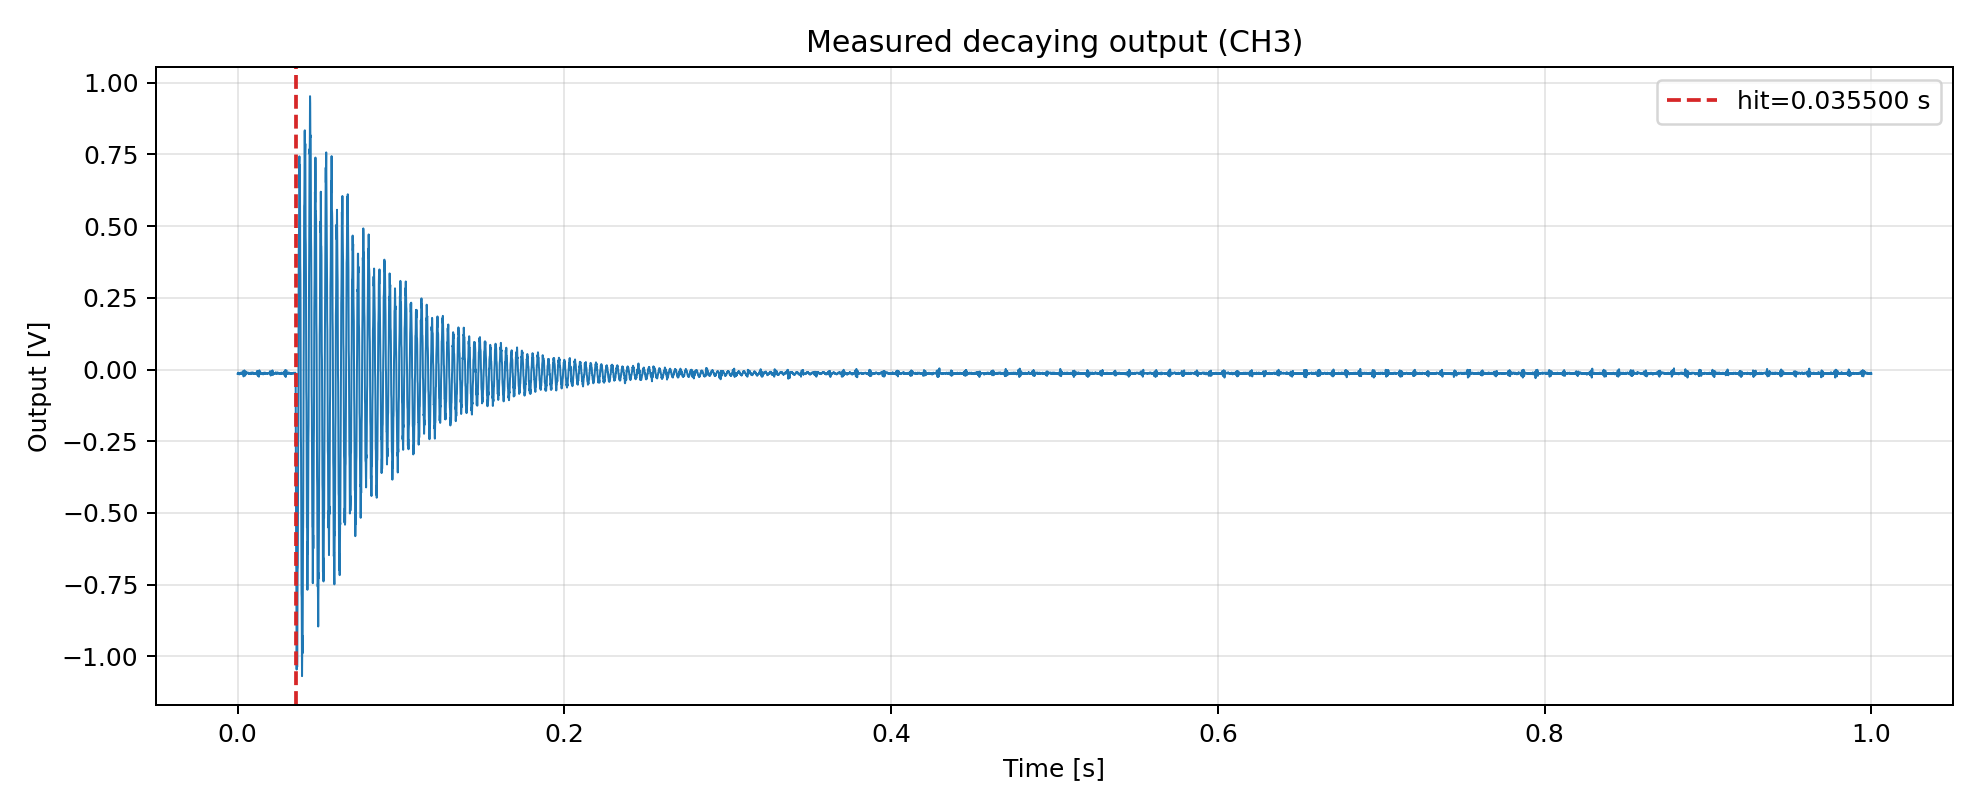 Measured decaying output (CH3)
hit=0.035500 s
Output [V]
1.00
0.75
0.50
0.25
0.00
−0.25
−0.50
−0.75
−1.00
0.0 0.2 0.4 0.6 0.8 1.0
Time [s]